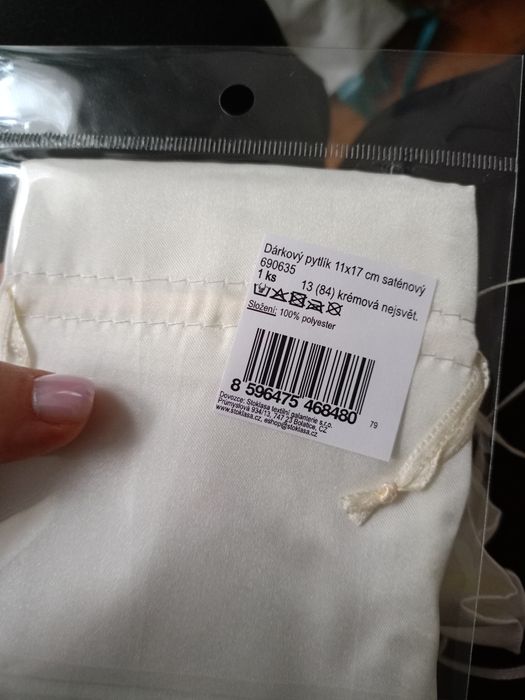 Dárkový pytlík 11x17 cm saténový
690635
1 ks 13 (84) krémová nejsvět.
Složení: 100% polyester
8 596475 468480
79
Dovozce: Stoklasa textilní galanterie s.r.o.
Průmyslová 934/13, 747 23 Bolatice, CZ
www.stoklasa.cz, eshop@stoklasa.cz